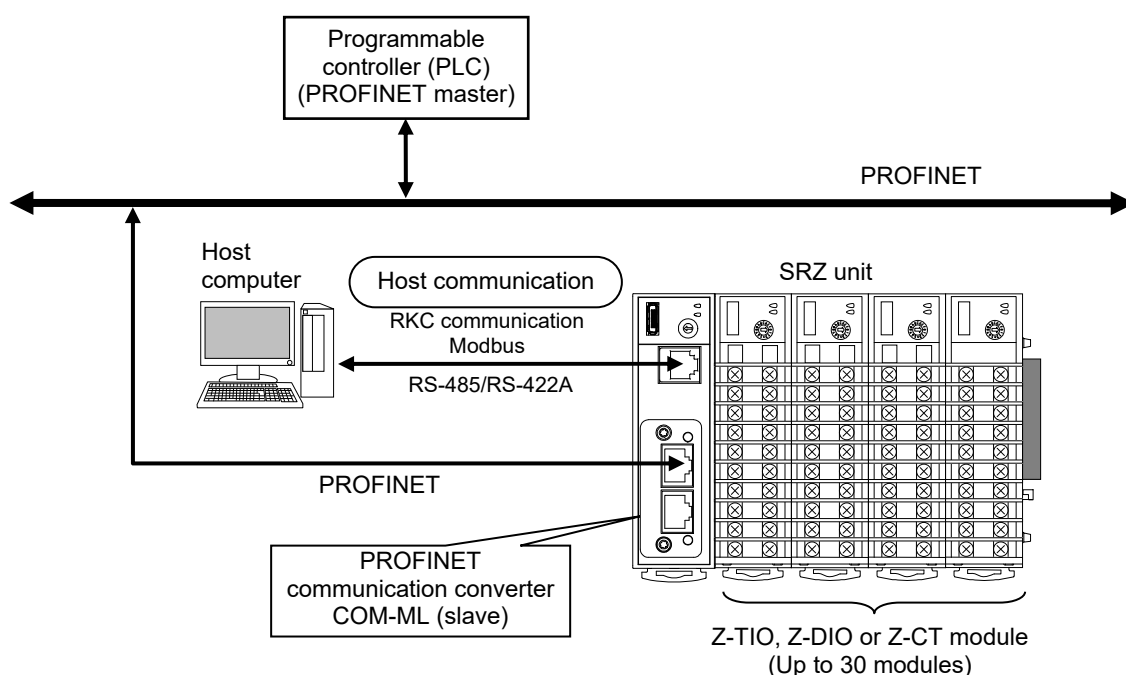 Programmable
controller (PLC)
(PROFINET master)
PROFINET
Host
computer
Host communication
SRZ unit
RKC communication
Modbus
RS-485/RS-422A
PROFINET
PROFINET
communication converter
COM-ML (slave)
Z-TIO, Z-DIO or Z-CT module
(Up to 30 modules)